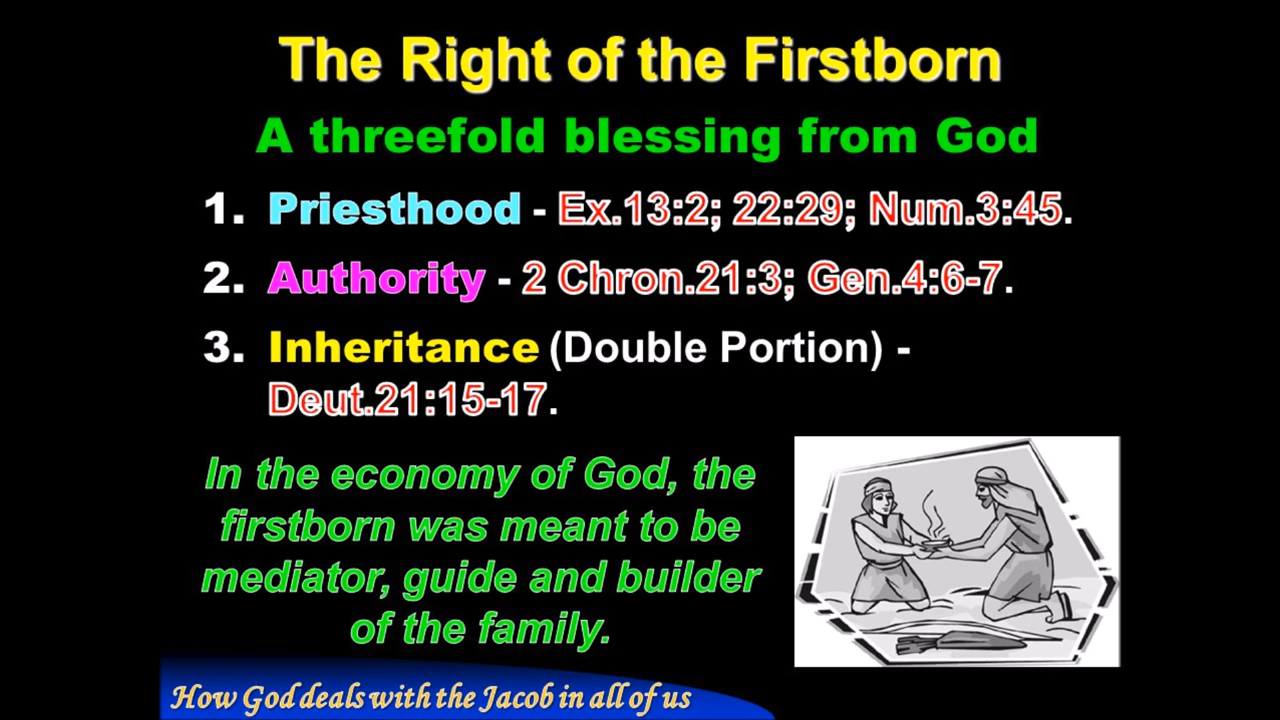 The Right of the Firstborn
A threefold blessing from God
1. Priesthood - Ex.13:2; 22:29; Num.3:45.
2. Authority - 2 Chron.21:3; Gen.4:6-7.
3. Inheritance (Double Portion) -
Deut.21:15-17.
In the economy of God, the
firstborn was meant to be
mediator, guide and builder
of the family.
How God deals with the Jacob in all of us